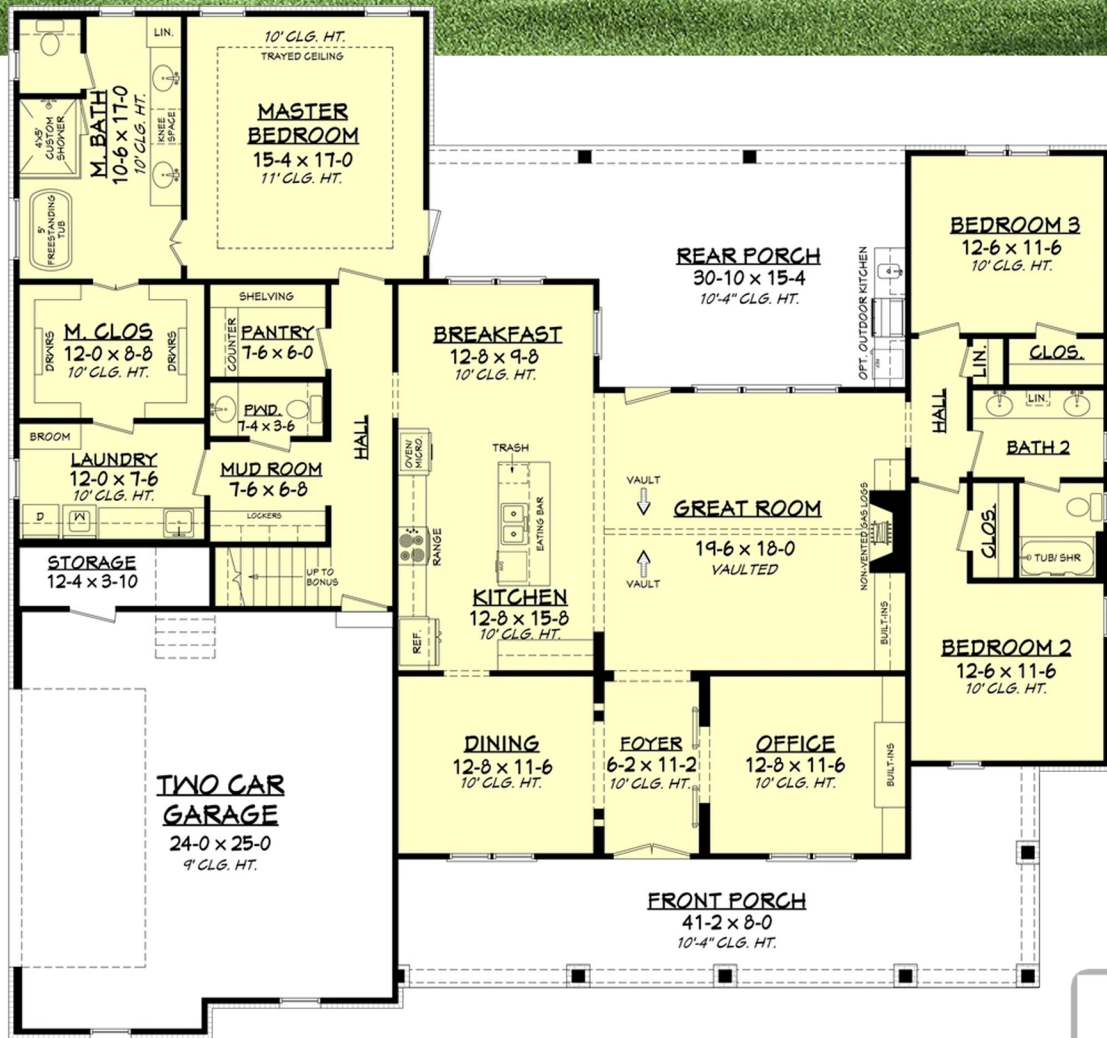 LIN.
10' CLG. HT.
TRAYED CEILING
MASTER
BEDROOM
15-4 x 17-0
11' CLG. HT.
M. BATH
10-6 x 17-0
10' CLG. HT.
KNEE
SPACE
4'X5'
CUSTOM
SHOWER
5'
FREESTANDING
TUB
REAR PORCH
30-10 x 15-4
10'-4" CLG. HT.
OPT. OUTDOOR KITCHEN
BEDROOM 3
12-6 x 11-6
10' CLG. HT.
M. CLOS
12-0 x 8-8
10' CLG. HT.
DRWRS
DRWRS
SHELVING
COUNTER
PANTRY
7-6 x 6-0
BREAKFAST
12-8 x 9-8
10' CLG. HT.
LIN.
CLOS.
PWD.
7-4 x 3-6
HALL
HALL
LIN.
BATH 2
BROOM
LAUNDRY
12-0 x 7-6
10' CLG. HT.
D
W
MUD ROOM
7-6 x 6-8
LOCKERS
OVEN/
MICRO.
TRASH
EATING BAR
RANGE
VAULT
GREAT ROOM
19-6 x 18-0
VAULTED
VAULT
NON-VENTED GAS LOGS
CLOS.
TUB/ SHR
STORAGE
12-4 x 3-10
UP TO
BONUS
KITCHEN
12-8 x 15-8
10' CLG. HT.
REF.
BUILT-INS
BEDROOM 2
12-6 x 11-6
10' CLG. HT.
DINING
12-8 x 11-6
10' CLG. HT.
FOYER
6-2 x 11-2
10' CLG. HT.
OFFICE
12-8 x 11-6
10' CLG. HT.
BUILT-INS
TWO CAR
GARAGE
24-0 x 25-0
9' CLG. HT.
FRONT PORCH
41-2 x 8-0
10'-4" CLG. HT.